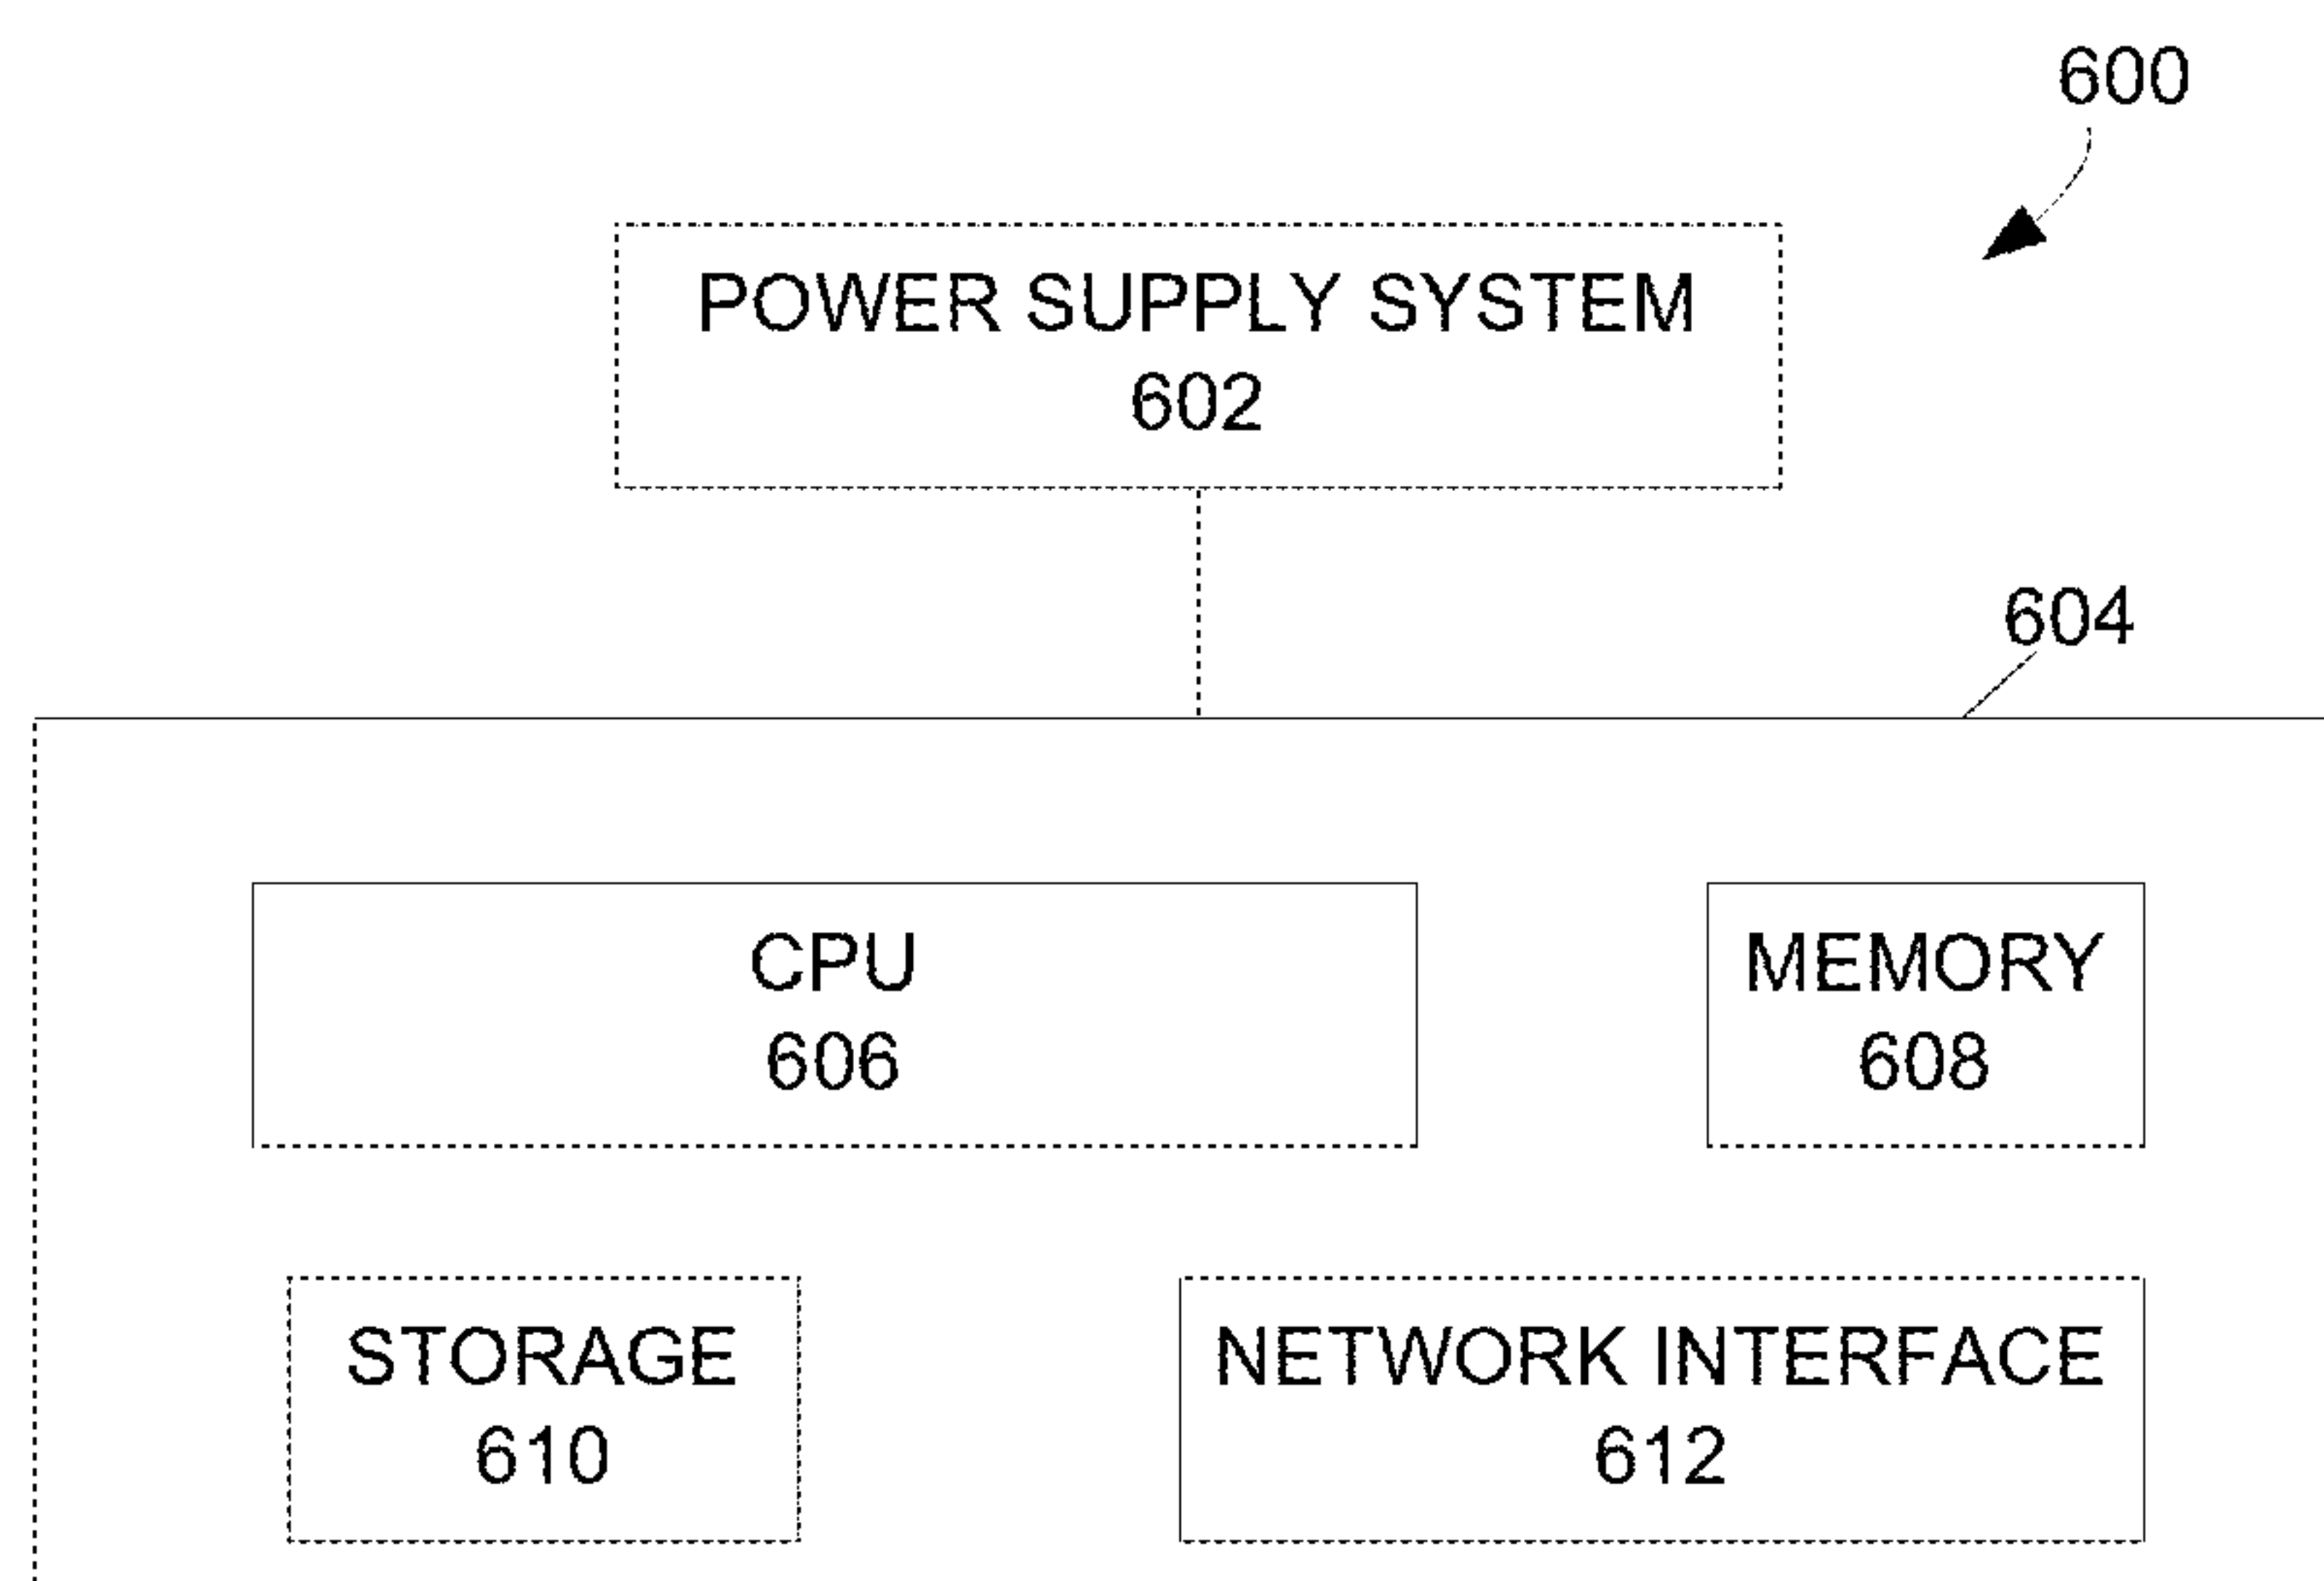 600
POWER SUPPLY SYSTEM
602
604
CPU
606
MEMORY
608
STORAGE
610
NETWORK INTERFACE
612